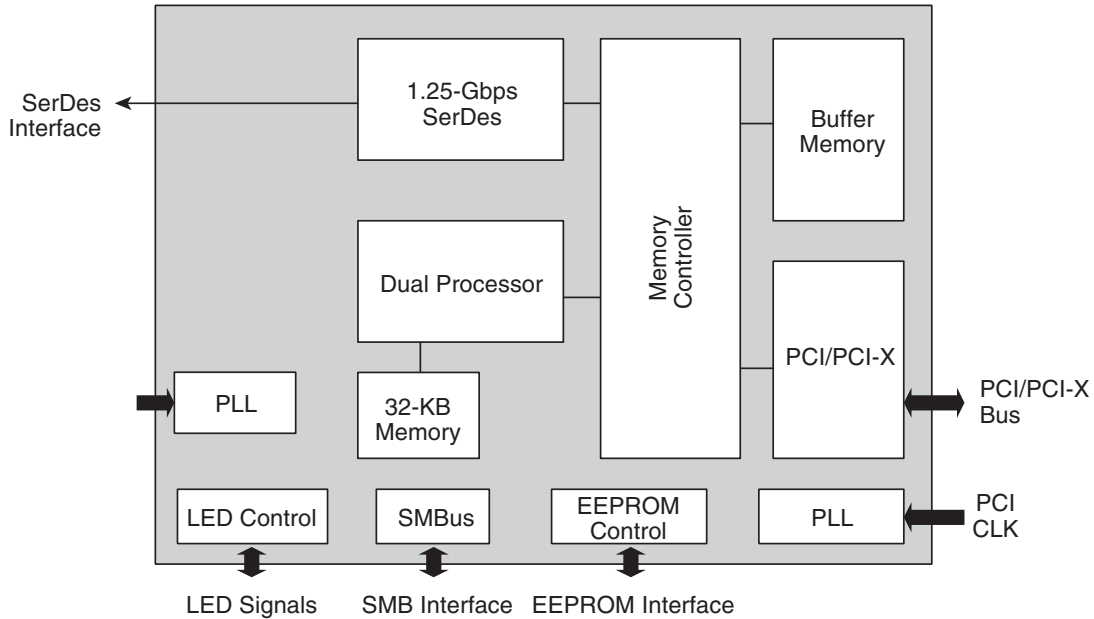 SerDes
Interface
1.25-Gbps
SerDes
Buffer
Memory
Memory
Controller
Dual Processor
PCI/PCI-X
PLL
32-KB
Memory
PCI/PCI-X
Bus
LED Control
SMBus
EEPROM
Control
PLL
PCI
CLK
LED Signals
SMB Interface
EEPROM Interface